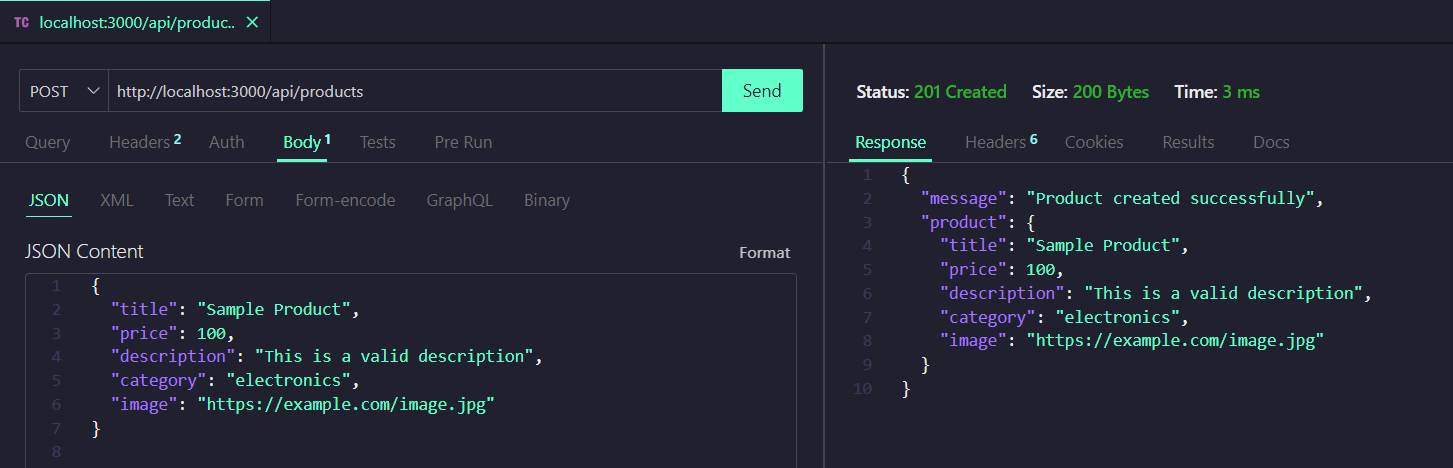 TC localhost:3000/api/produc..
POST http://localhost:3000/api/products Send
Query Headers 2 Auth Body 1 Tests Pre Run
JSON XML Text Form Form-encode GraphQL Binary
JSON Content Format
1 {
2 "title": "Sample Product",
3 "price": 100,
4 "description": "This is a valid description",
5 "category": "electronics",
6 "image": "https://example.com/image.jpg"
7 }
8
Status: 201 Created Size: 200 Bytes Time: 3 ms
Response Headers 6 Cookies Results Docs
1 {
2 "message": "Product created successfully",
3 "product": {
4 "title": "Sample Product",
5 "price": 100,
6 "description": "This is a valid description",
7 "category": "electronics",
8 "image": "https://example.com/image.jpg"
9 }
10 }